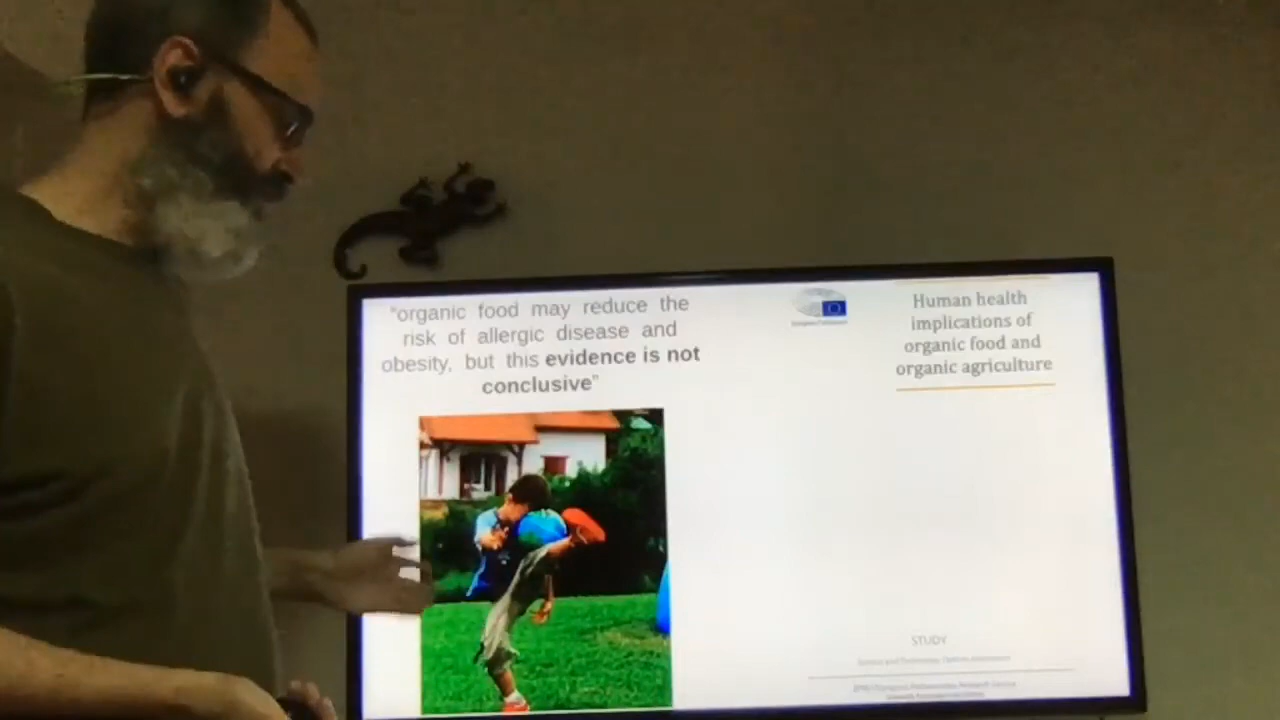 "organic food may reduce the
risk of allergic disease and
obesity, but this evidence is not
conclusive"
Human health
implications of
organic food and
organic agriculture
STUDY